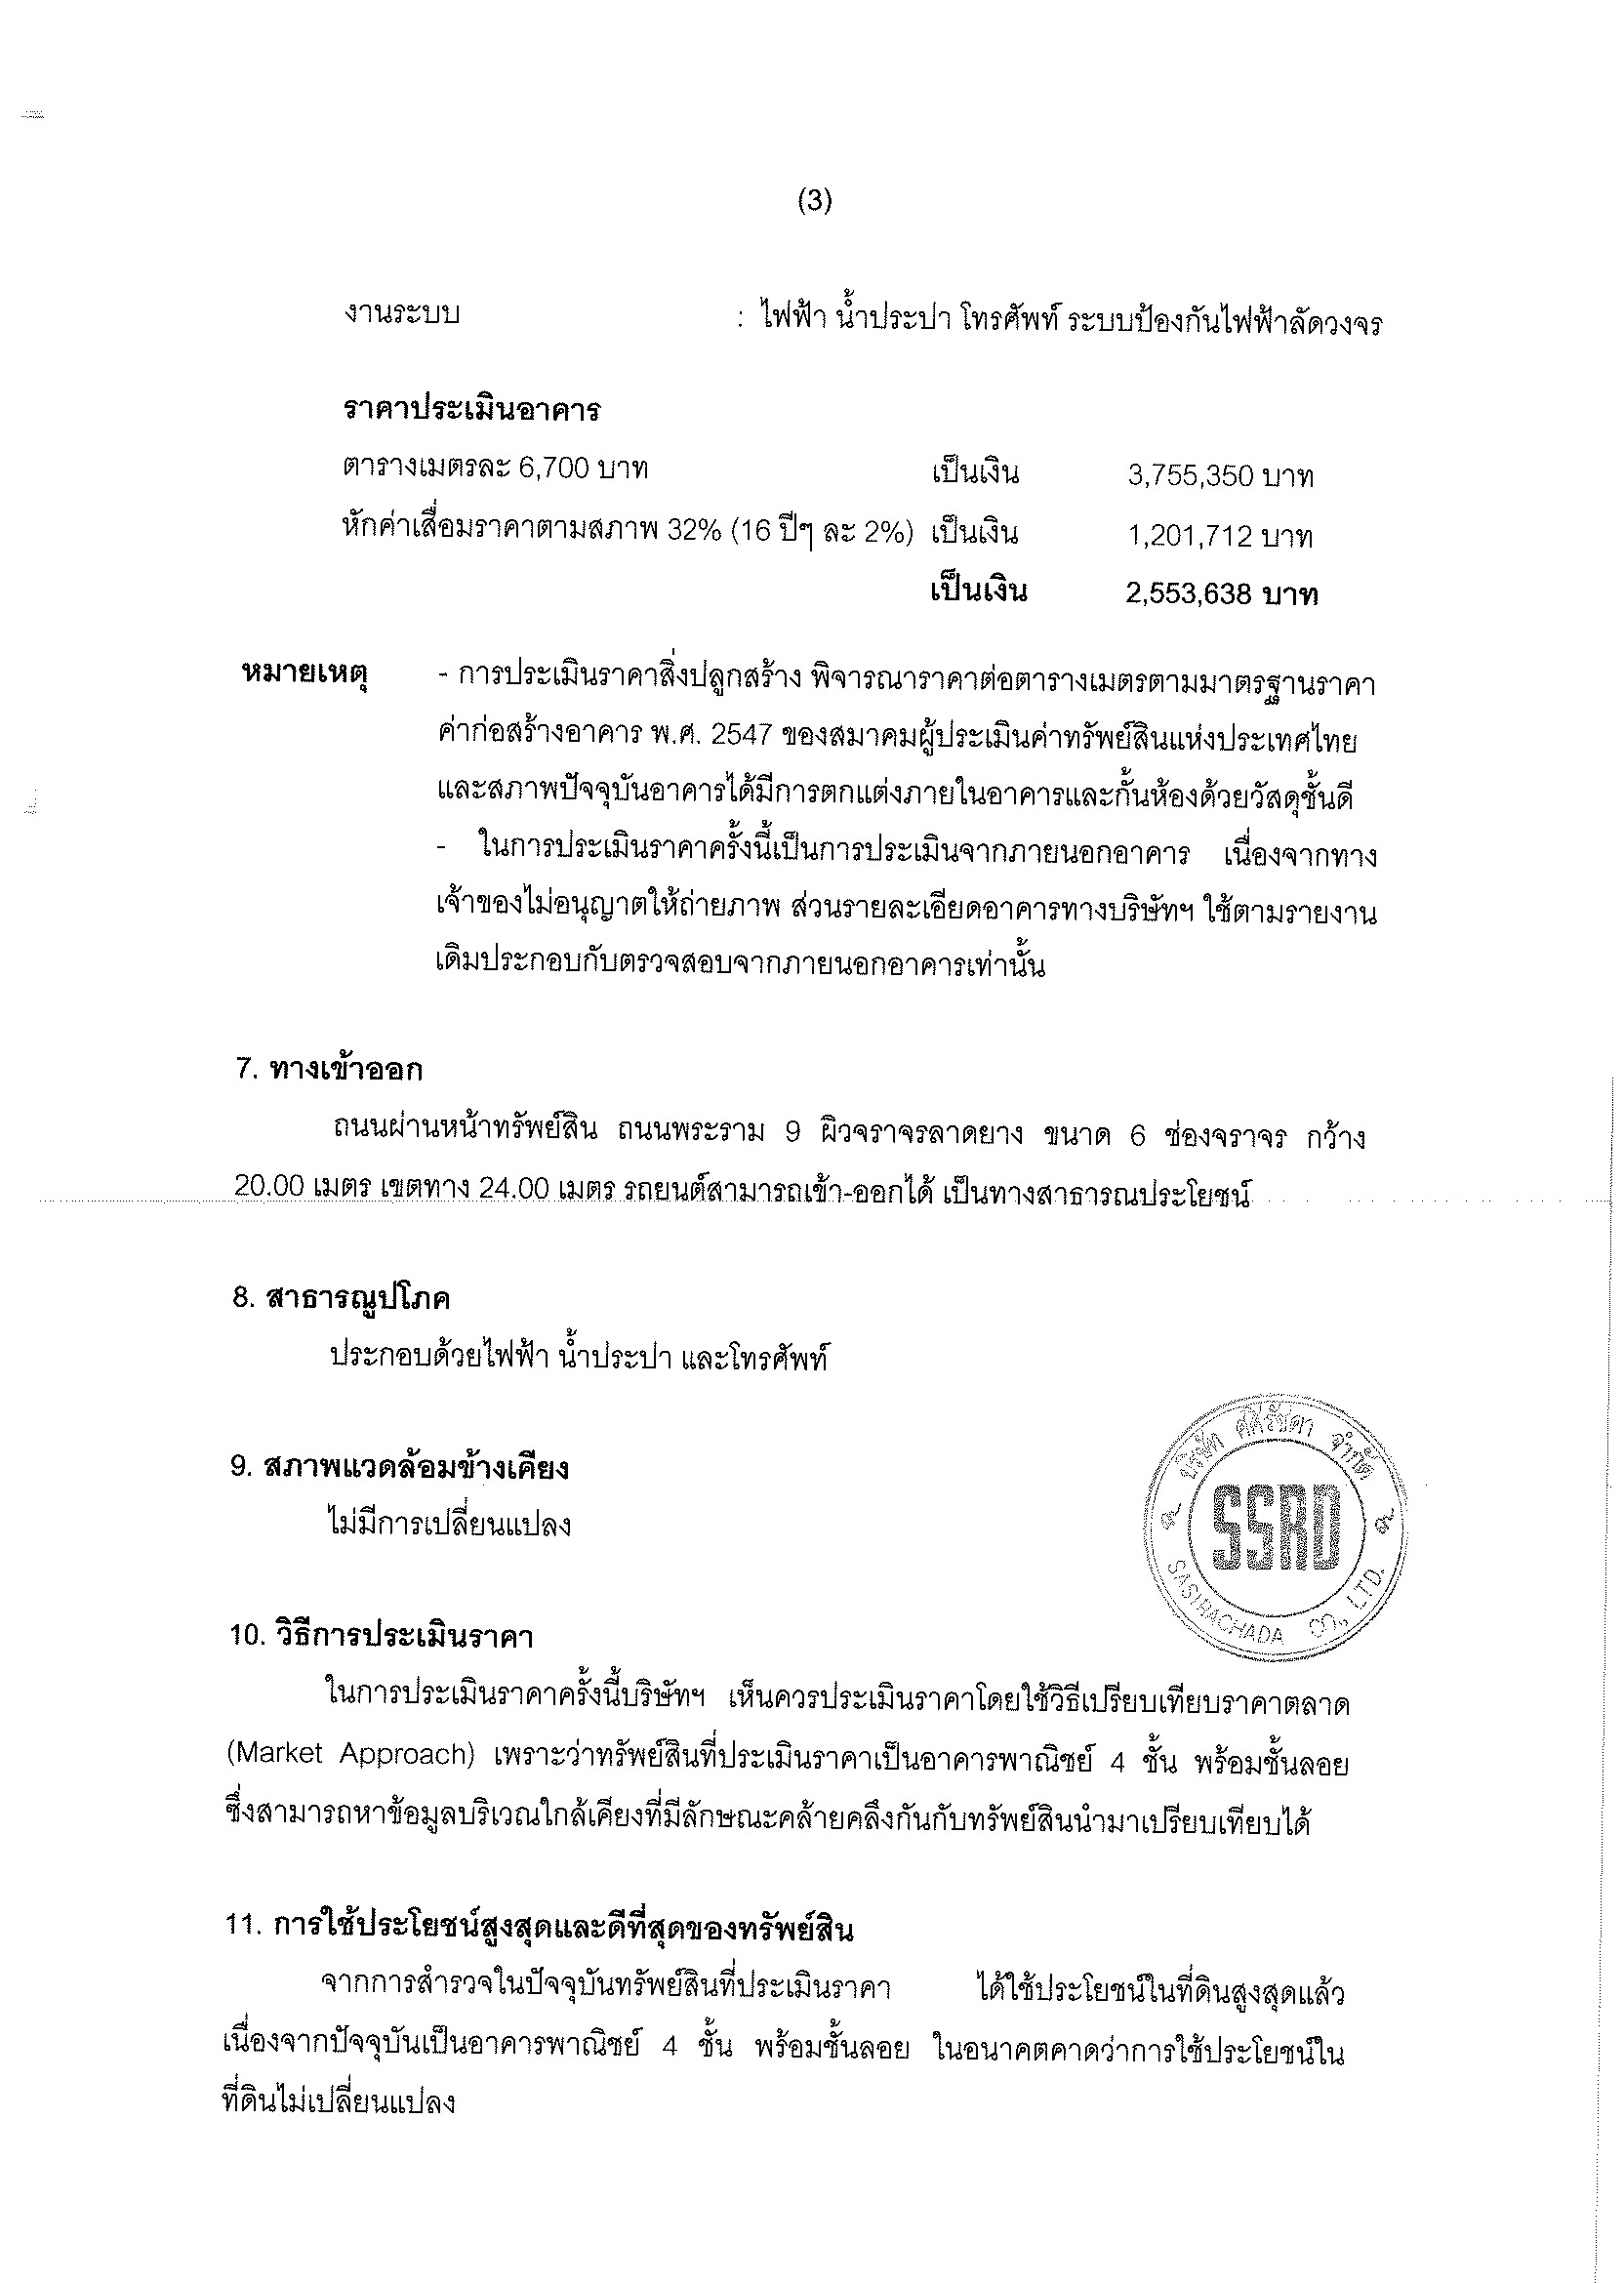 (3)
งานระบบ : ไฟฟ้า น้ำประปา โทรศัพท์ ระบบป้องกันไฟฟ้าลัดวงจร
ราคาประเมินอาคาร
ตารางเมตรละ 6,700 บาท เป็นเงิน 3,755,350 บาท
หักค่าเสื่อมราคาตามสภาพ 32% (16 ปีๆ ละ 2%) เป็นเงิน 1,201,712 บาท
เป็นเงิน 2,553,638 บาท
หมายเหตุ - การประเมินราคาสิ่งปลูกสร้าง พิจารณาราคาต่อตารางเมตรตามมาตรฐานราคา
ค่าก่อสร้างอาคาร พ.ศ. 2547 ของสมาคมผู้ประเมินค่าทรัพย์สินแห่งประเทศไทย
และสภาพปัจจุบันอาคารได้มีการตกแต่งภายในอาคารและกั้นห้องด้วยวัสดุชั้นดี
- ในการประเมินราคาครั้งนี้เป็นการประเมินจากภายนอกอาคาร เนื่องจากทาง
เจ้าของไม่อนุญาตให้ถ่ายภาพ ส่วนรายละเอียดอาคารทางบริษัทฯ ใช้ตามรายงาน
เดิมประกอบกับตรวจสอบจากภายนอกอาคารเท่านั้น
7. ทางเข้าออก
ถนนผ่านหน้าทรัพย์สิน ถนนพระราม 9 ผิวจราจรลาดยาง ขนาด 6 ช่องจราจร กว้าง
20.00 เมตร เขตทาง 24.00 เมตร รถยนต์สามารถเข้า-ออกได้ เป็นทางสาธารณประโยชน์
8. สาธารณูปโภค
ประกอบด้วยไฟฟ้า น้ำประปา และโทรศัพท์
9. สภาพแวดล้อมข้างเคียง
ไม่มีการเปลี่ยนแปลง
บริษัท ศศิรัชดา จำกัด
SSRD
SASIRACHADA CO., LTD.
10. วิธีการประเมินราคา
ในการประเมินราคาครั้งนี้บริษัทฯ เห็นควรประเมินราคาโดยใช้วิธีเปรียบเทียบราคาตลาด
(Market Approach) เพราะว่าทรัพย์สินที่ประเมินราคาเป็นอาคารพาณิชย์ 4 ชั้น พร้อมชั้นลอย
ซึ่งสามารถหาข้อมูลบริเวณใกล้เคียงที่มีลักษณะคล้ายคลึงกันกับทรัพย์สินนำมาเปรียบเทียบได้
11. การใช้ประโยชน์สูงสุดและดีที่สุดของทรัพย์สิน
จากการสำรวจในปัจจุบันทรัพย์สินที่ประเมินราคา ได้ใช้ประโยชน์ในที่ดินสูงสุดแล้ว
เนื่องจากปัจจุบันเป็นอาคารพาณิชย์ 4 ชั้น พร้อมชั้นลอย ในอนาคตคาดว่าการใช้ประโยชน์ใน
ที่ดินไม่เปลี่ยนแปลง